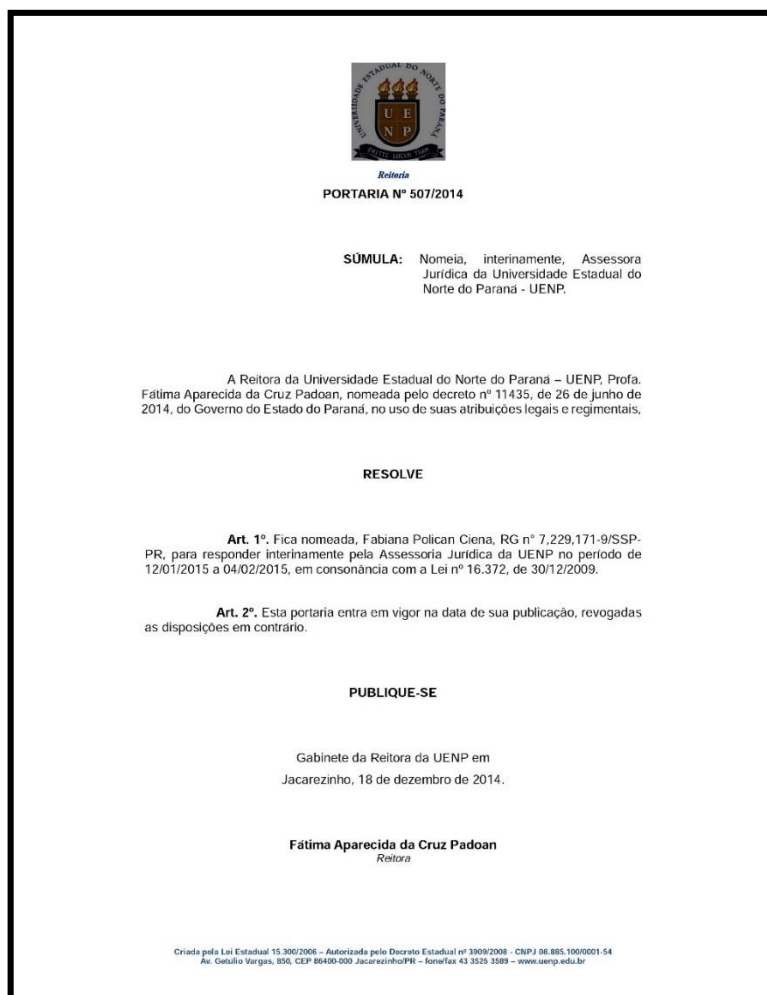 UNIVERSIDADE ESTADUAL DO NORTE DO PARANÁ
U E
N P
Reitoria
PORTARIA Nº 507/2014
SÚMULA: Nomeia, interinamente, Assessora
Jurídica da Universidade Estadual do
Norte do Paraná - UENP.
A Reitora da Universidade Estadual do Norte do Paraná – UENP, Profa.
Fátima Aparecida da Cruz Padoan, nomeada pelo decreto nº 11435, de 26 de junho de
2014, do Governo do Estado do Paraná, no uso de suas atribuições legais e regimentais,
RESOLVE
Art. 1º. Fica nomeada, Fabiana Polican Ciena, RG n° 7,229,171-9/SSP-
PR, para responder interinamente pela Assessoria Jurídica da UENP no período de
12/01/2015 a 04/02/2015, em consonância com a Lei nº 16.372, de 30/12/2009.
Art. 2º. Esta portaria entra em vigor na data de sua publicação, revogadas
as disposições em contrário.
PUBLIQUE-SE
Gabinete da Reitora da UENP em
Jacarezinho, 18 de dezembro de 2014.
Fátima Aparecida da Cruz Padoan
Reitora
Criada pela Lei Estadual 15.300/2006 – Autorizada pelo Decreto Estadual nº 3909/2008 - CNPJ 08.885.100/0001-54
Av. Getúlio Vargas, 850, CEP 86400-000 Jacarezinho/PR – fone/fax 43 3525 3589 – www.uenp.edu.br